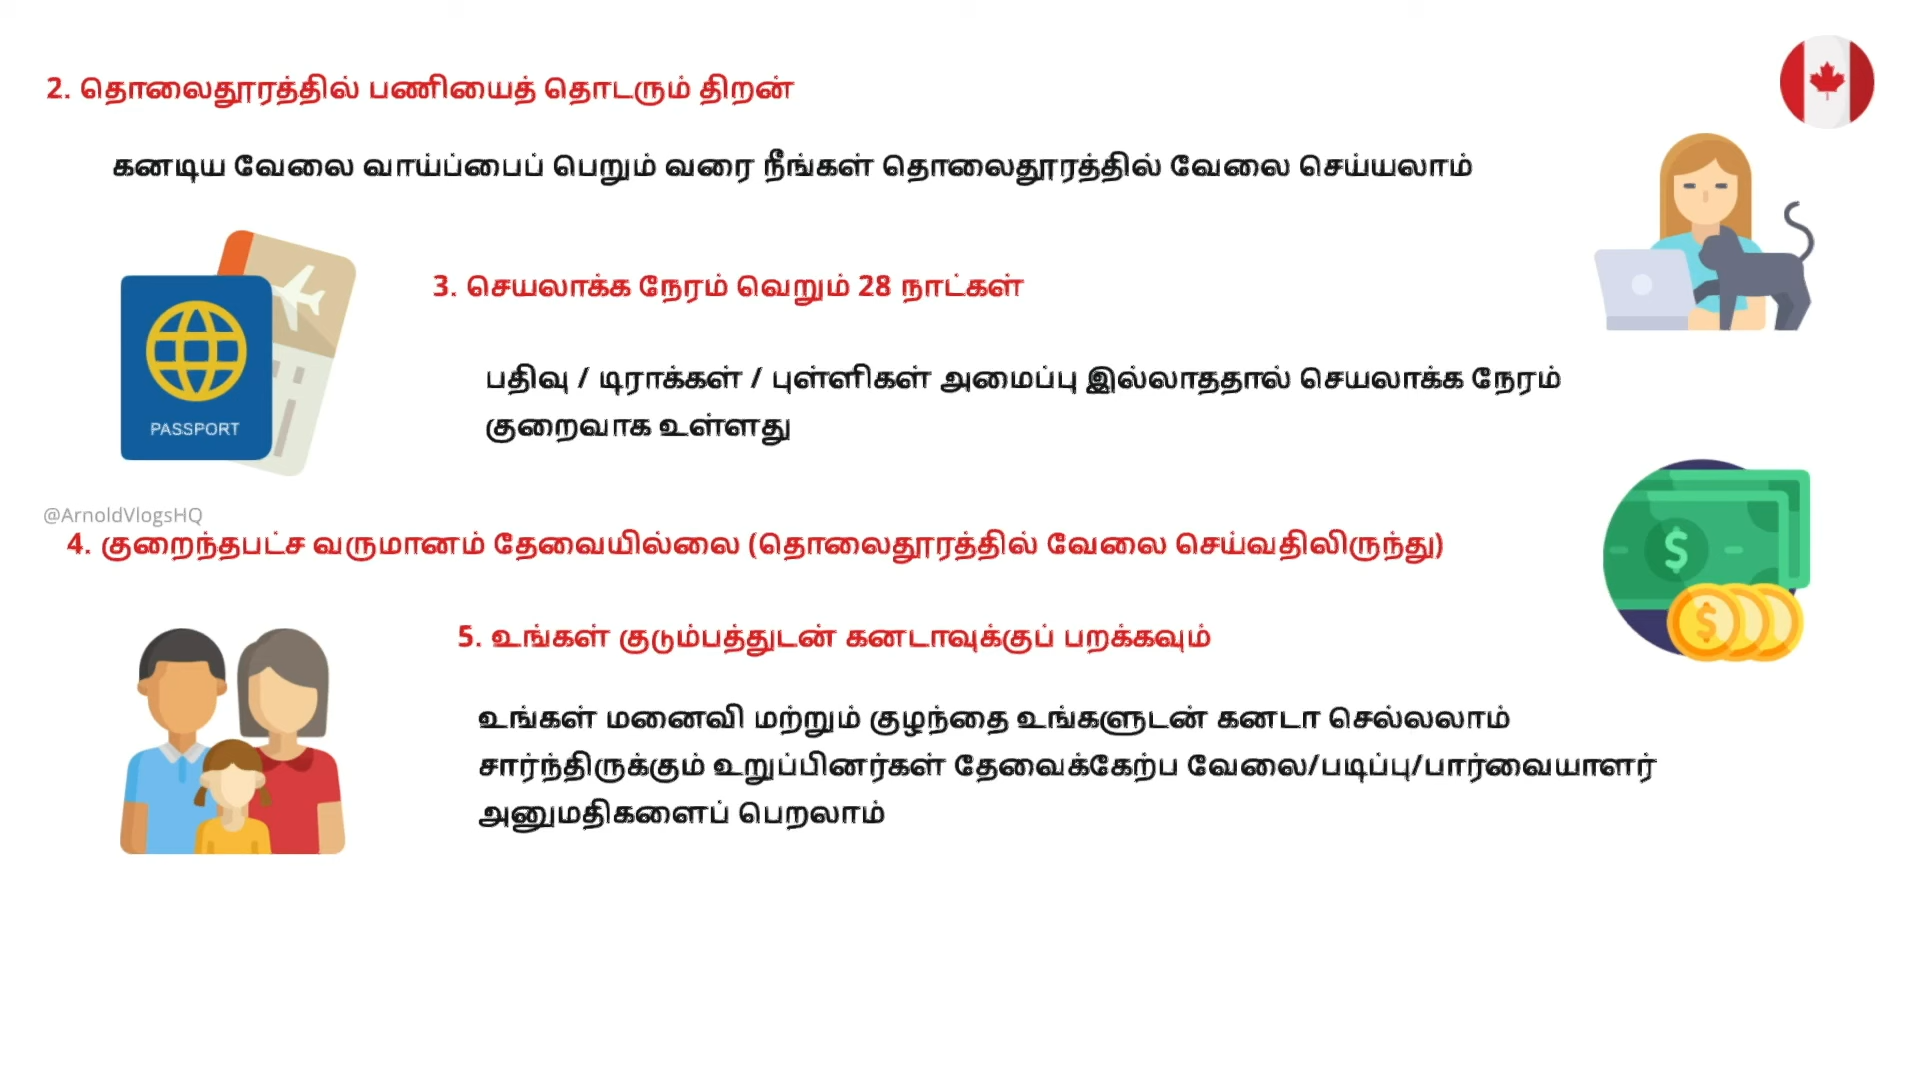 2. தொலைதூரத்தில் பணியைத் தொடரும் திறன்
கனடிய வேலை வாய்ப்பைப் பெறும் வரை நீங்கள் தொலைதூரத்தில் வேலை செய்யலாம்
3. செயலாக்க நேரம் வெறும் 28 நாட்கள்
பதிவு / டிராக்கள் / புள்ளிகள் அமைப்பு இல்லாததால் செயலாக்க நேரம்
குறைவாக உள்ளது
PASSPORT
@ArnoldVlogsHQ
4. குறைந்தபட்ச வருமானம் தேவையில்லை (தொலைதூரத்தில் வேலை செய்வதிலிருந்து)
5. உங்கள் குடும்பத்துடன் கனடாவுக்குப் பறக்கவும்
உங்கள் மனைவி மற்றும் குழந்தை உங்களுடன் கனடா செல்லலாம்
சார்ந்திருக்கும் உறுப்பினர்கள் தேவைக்கேற்ப வேலை/படிப்பு/பார்வையாளர்
அனுமதிகளைப் பெறலாம்